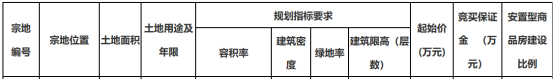 宗地编号
宗地位置
土地面积
土地用途及年限
规划指标要求
容积率
建筑密度
绿地率
建筑限高（层数）
起始价(万元)
竞买保证金 （万元)
安置型商品房建设比例